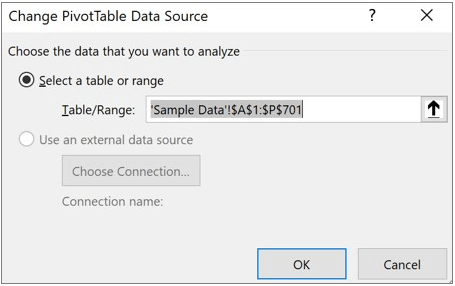 Change PivotTable Data Source
?
Choose the data that you want to analyze
Select a table or range
Table/Range: 'Sample Data'!$A$1:$P$701
Use an external data source
Choose Connection...
Connection name:
OK Cancel